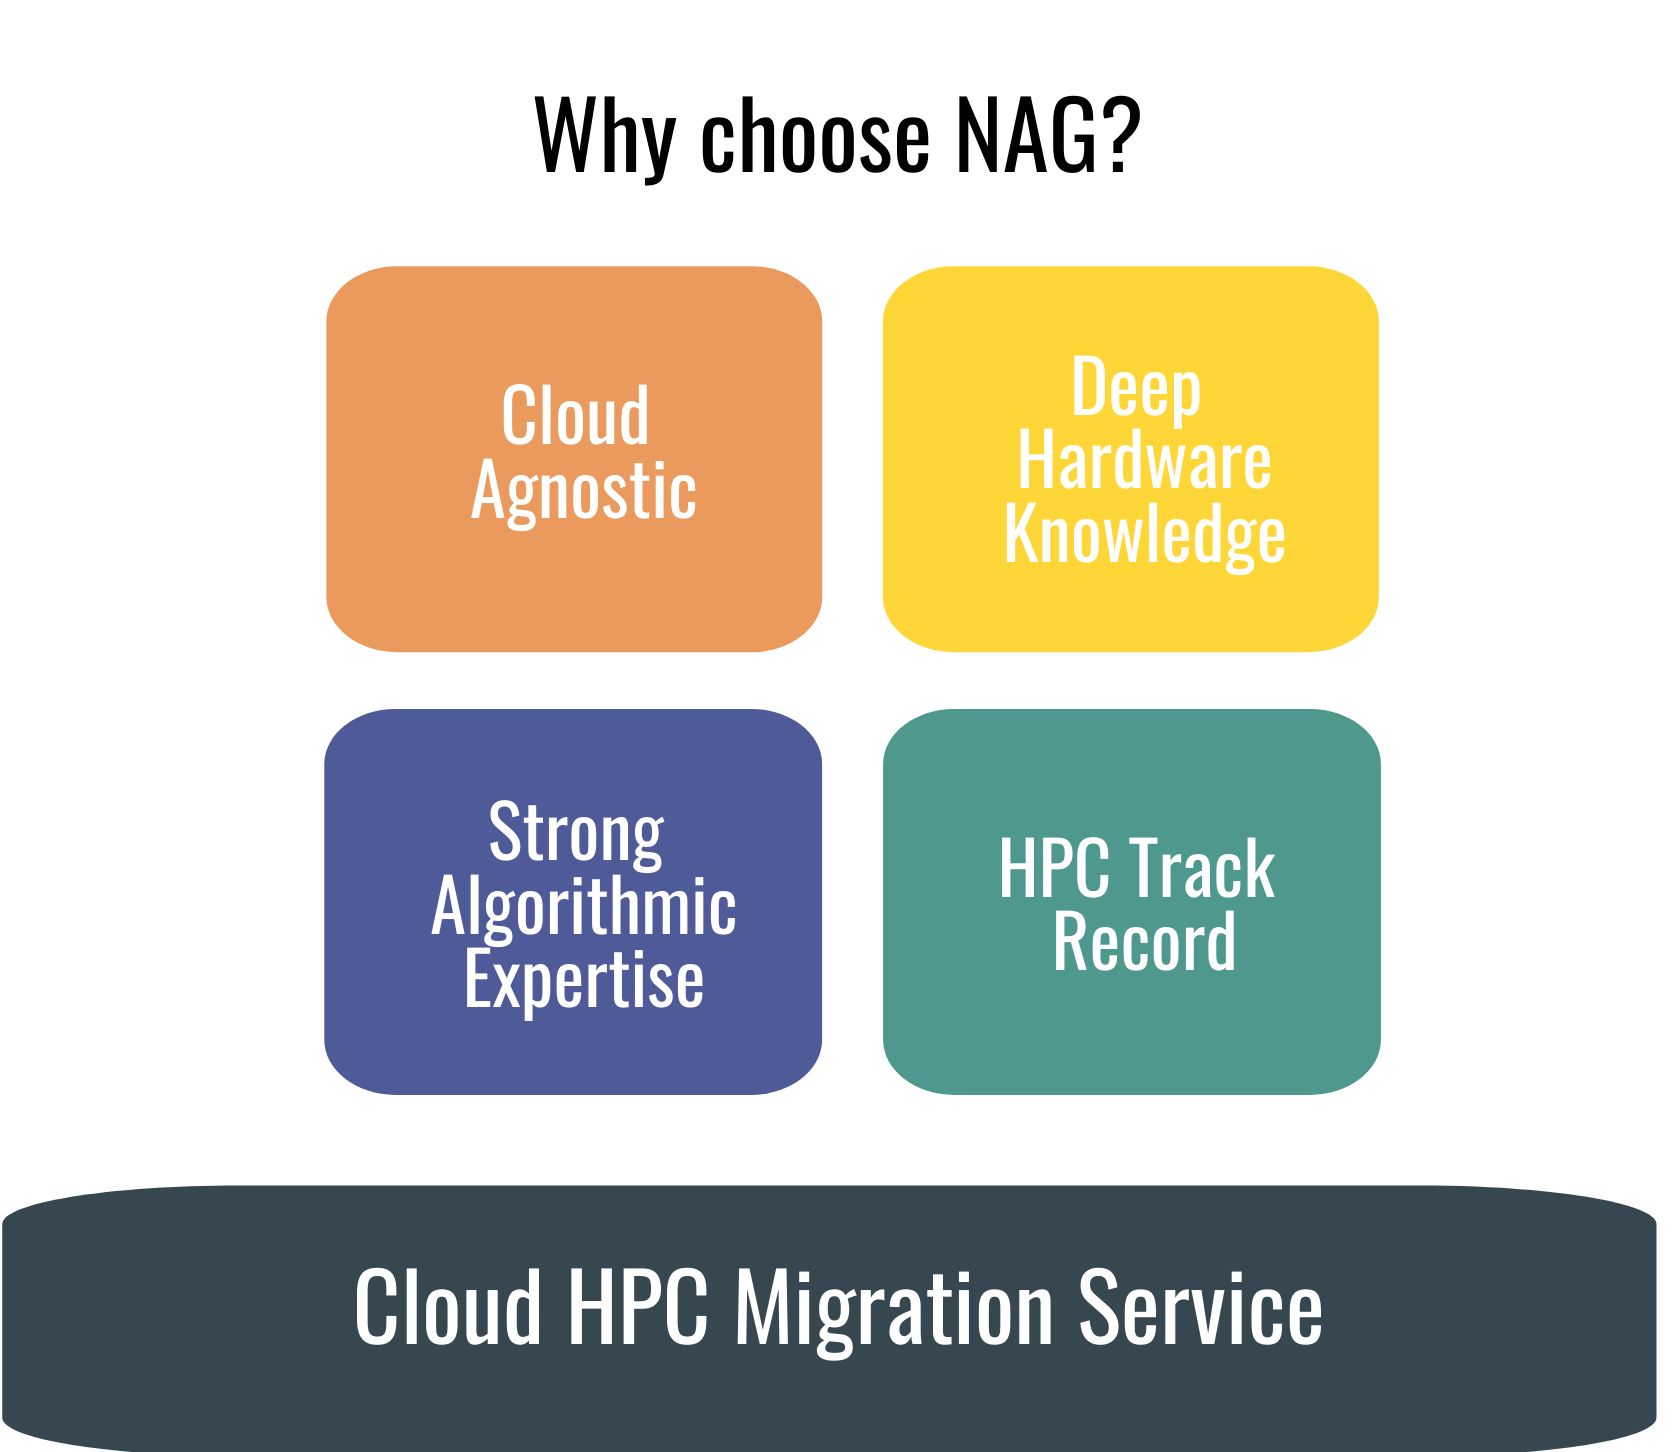 Why choose NAG?
Cloud
Agnostic
Deep
Hardware
Knowledge
Strong
Algorithmic
Expertise
HPC Track
Record
Cloud HPC Migration Service